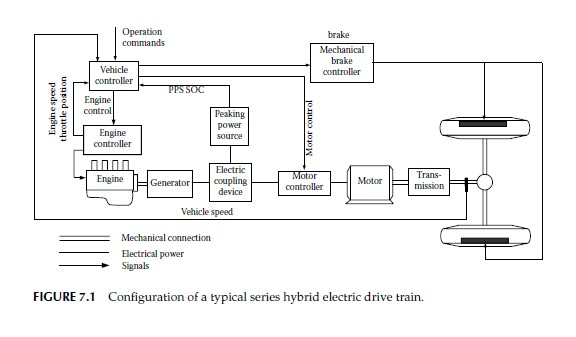 Operation
commands
brake
Mechanical
brake
controller
Vehicle
controller
PPS SOC
Engine speed
throttle position
Engine
control
Peaking
power
source
Motor control
Engine
controller
Engine
Generator
Electric
coupling
device
Motor
controller
Motor
Trans-
mission
Vehicle speed
Mechanical connection
Electrical power
Signals
FIGURE 7.1 Configuration of a typical series hybrid electric drive train.